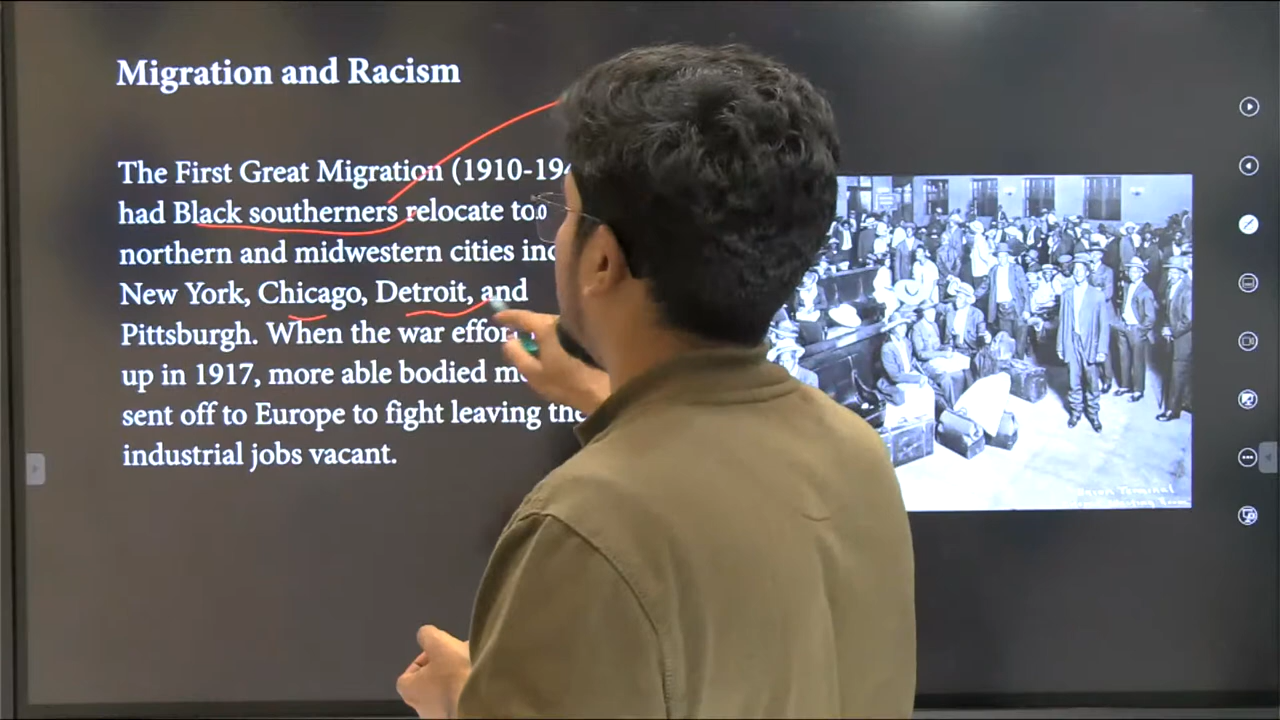 Migration and Racism
The First Great Migration (1910-194
had Black southerners relocate to
northern and midwestern cities inc
New York, Chicago, Detroit, and
Pittsburgh. When the war effor
up in 1917, more able bodied m
sent off to Europe to fight leaving the
industrial jobs vacant.
Terminal